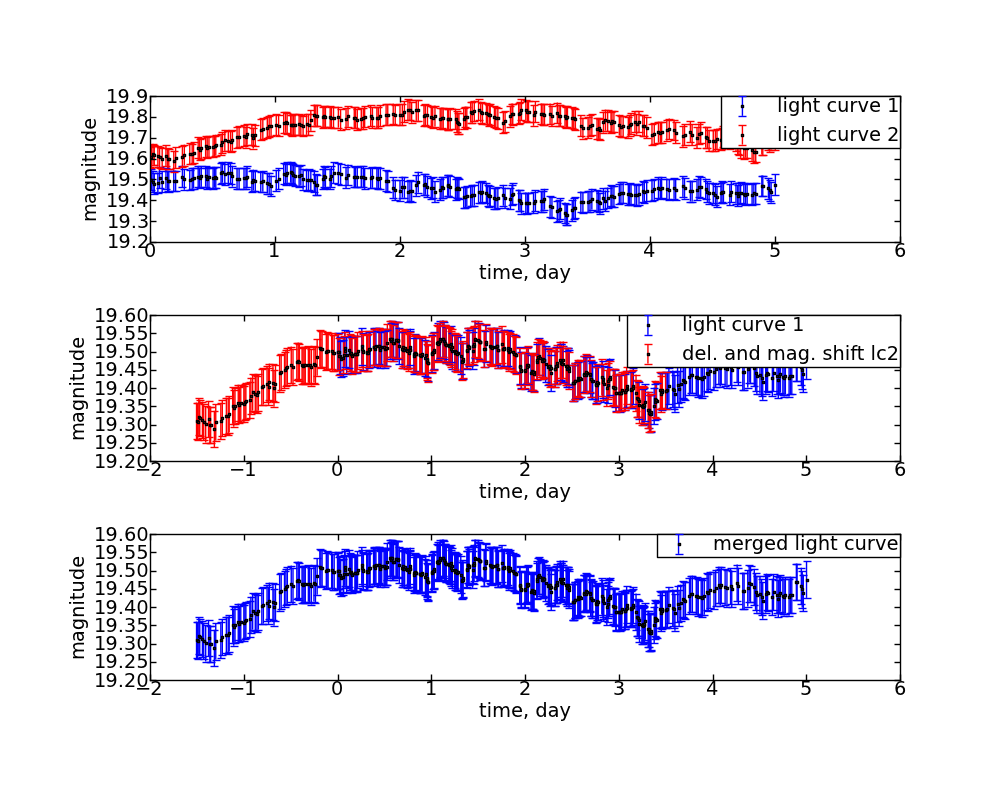 19.9
19.8
19.7
19.6
19.5
19.4
19.3
19.2
magnitude
light curve 1
light curve 2
0 1 2 3 4 5 6
time, day
19.60
19.55
19.50
19.45
19.40
19.35
19.30
19.25
19.20
magnitude
light curve 1
del. and mag. shift lc2
−2 −1 0 1 2 3 4 5 6
time, day
19.60
19.55
19.50
19.45
19.40
19.35
19.30
19.25
19.20
magnitude
merged light curve
−2 −1 0 1 2 3 4 5 6
time, day